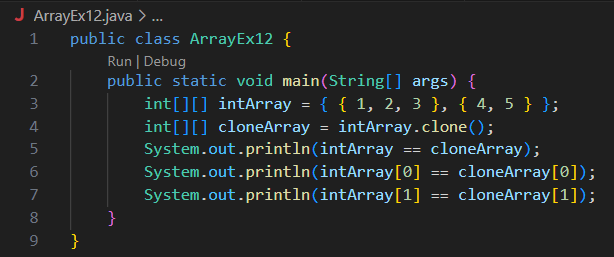 J ArrayEx12.java > ...
1 public class ArrayEx12 {
Run | Debug
2 public static void main(String[] args) {
3 int[][] intArray = { { 1, 2, 3 }, { 4, 5 } };
4 int[][] cloneArray = intArray.clone();
5 System.out.println(intArray == cloneArray);
6 System.out.println(intArray[0] == cloneArray[0]);
7 System.out.println(intArray[1] == cloneArray[1]);
8 }
9 }